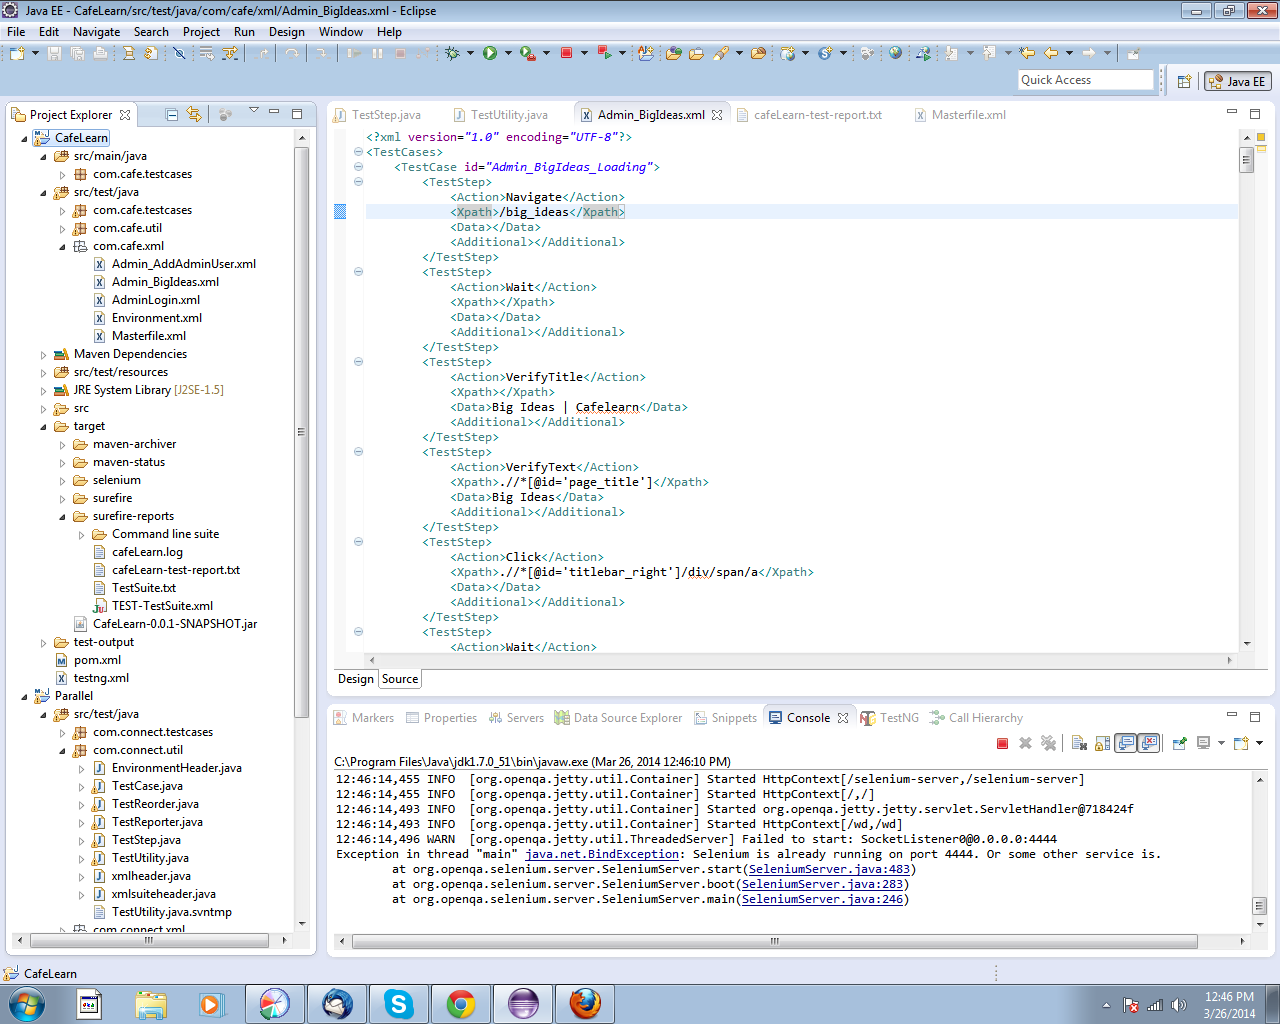 Java EE - CafeLearn/src/test/java/com/cafe/xml/Admin_BigIdeas.xml - Eclipse
File Edit Navigate Search Project Run Design Window Help
Quick Access
Java EE
Project Explorer
CafeLearn
src/main/java
com.cafe.testcases
src/test/java
com.cafe.testcases
com.cafe.util
com.cafe.xml
Admin_AddAdminUser.xml
Admin_BigIdeas.xml
AdminLogin.xml
Environment.xml
Masterfile.xml
Maven Dependencies
src/test/resources
JRE System Library [J2SE-1.5]
src
target
maven-archiver
maven-status
selenium
surefire
surefire-reports
Command line suite
cafeLearn.log
cafeLearn-test-report.txt
TestSuite.txt
TEST-TestSuite.xml
CafeLearn-0.0.1-SNAPSHOT.jar
test-output
pom.xml
testng.xml
Parallel
src/test/java
com.connect.testcases
com.connect.util
EnvironmentHeader.java
TestCase.java
TestReorder.java
TestReporter.java
TestStep.java
TestUtility.java
xmlheader.java
xmlsuiteheader.java
TestUtility.java.svntmp
com.connect.xml
TestStep.java TestUtility.java Admin_BigIdeas.xml cafeLearn-test-report.txt Masterfile.xml
<?xml version="1.0" encoding="UTF-8"?>
<TestCases>
<TestCase id="Admin_BigIdeas_Loading">
<TestStep>
<Action>Navigate</Action>
<Xpath>/big_ideas</Xpath>
<Data></Data>
<Additional></Additional>
</TestStep>
<TestStep>
<Action>Wait</Action>
<Xpath></Xpath>
<Data></Data>
<Additional></Additional>
</TestStep>
<TestStep>
<Action>VerifyTitle</Action>
<Xpath></Xpath>
<Data>Big Ideas | Cafelearn</Data>
<Additional></Additional>
</TestStep>
<TestStep>
<Action>VerifyText</Action>
<Xpath>.//*[@id='page_title']</Xpath>
<Data>Big Ideas</Data>
<Additional></Additional>
</TestStep>
<TestStep>
<Action>Click</Action>
<Xpath>.//*[@id='titlebar_right']/div/span/a</Xpath>
<Data></Data>
<Additional></Additional>
</TestStep>
<TestStep>
<Action>Wait</Action>
Design Source
Markers Properties Servers Data Source Explorer Snippets Console TestNG Call Hierarchy
C:\Program Files\Java\jdk1.7.0_51\bin\javaw.exe (Mar 26, 2014 12:46:10 PM)
12:46:14,455 INFO [org.openqa.jetty.util.Container] Started HttpContext[/selenium-server,/selenium-server]
12:46:14,455 INFO [org.openqa.jetty.util.Container] Started HttpContext[/,/]
12:46:14,493 INFO [org.openqa.jetty.util.Container] Started org.openqa.jetty.jetty.servlet.ServletHandler@718424f
12:46:14,493 INFO [org.openqa.jetty.util.Container] Started HttpContext[/wd,/wd]
12:46:14,496 WARN [org.openqa.jetty.util.ThreadedServer] Failed to start: SocketListener0@0.0.0.0:4444
Exception in thread "main" java.net.BindException: Selenium is already running on port 4444. Or some other service is.
at org.openqa.selenium.server.SeleniumServer.start(SeleniumServer.java:483)
at org.openqa.selenium.server.SeleniumServer.boot(SeleniumServer.java:283)
at org.openqa.selenium.server.SeleniumServer.main(SeleniumServer.java:246)
CafeLearn
12:46 PM
3/26/2014